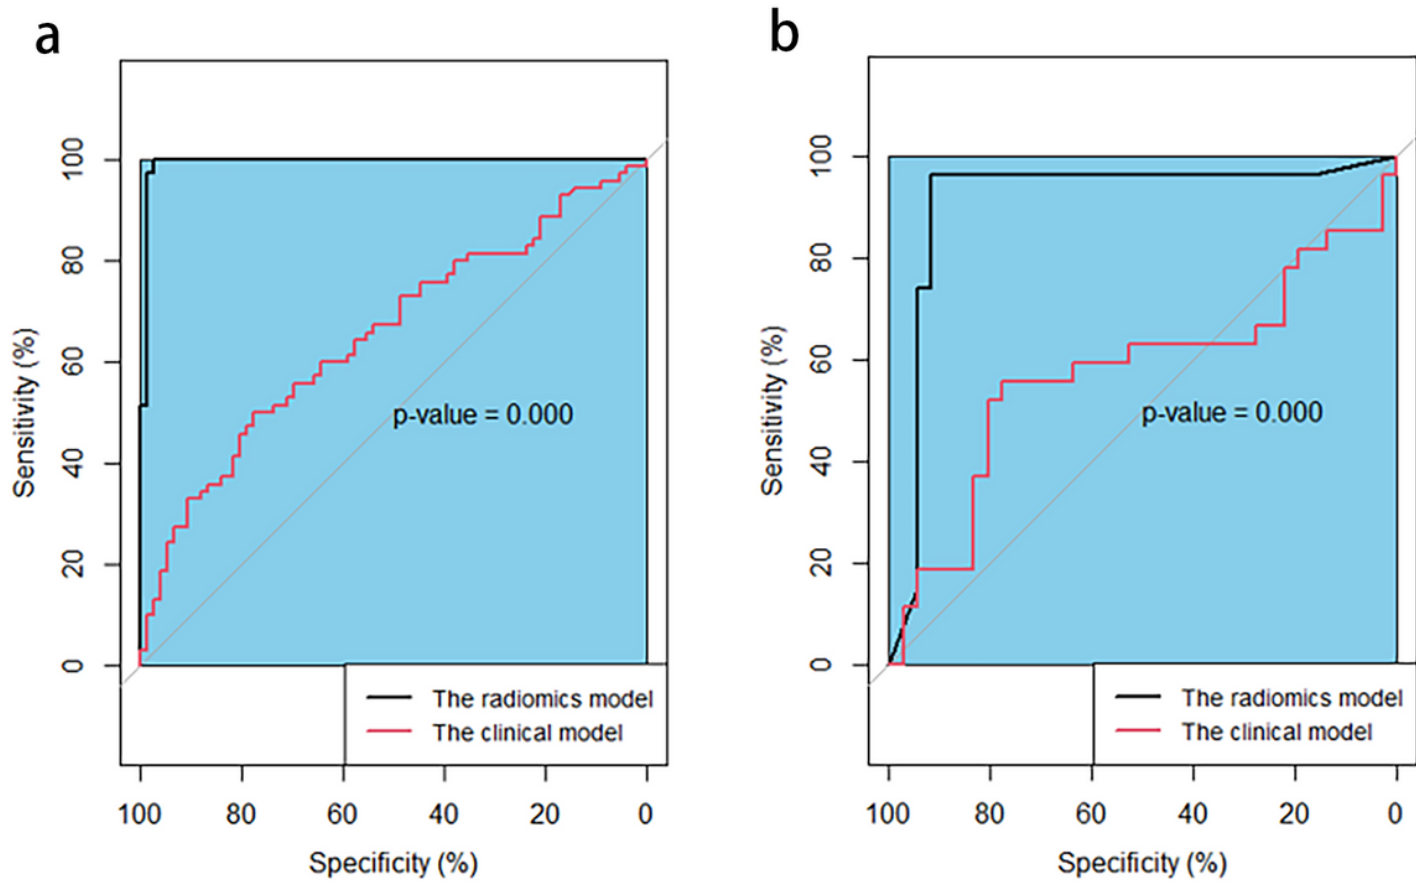 a
100
80
60
40
20
0
Sensitivity (%)
p-value = 0.000
The radiomics model
The clinical model
100 80 60 40 20 0
Specificity (%)
b
100
80
60
40
20
0
Sensitivity (%)
p-value = 0.000
The radiomics model
The clinical model
100 80 60 40 20 0
Specificity (%)